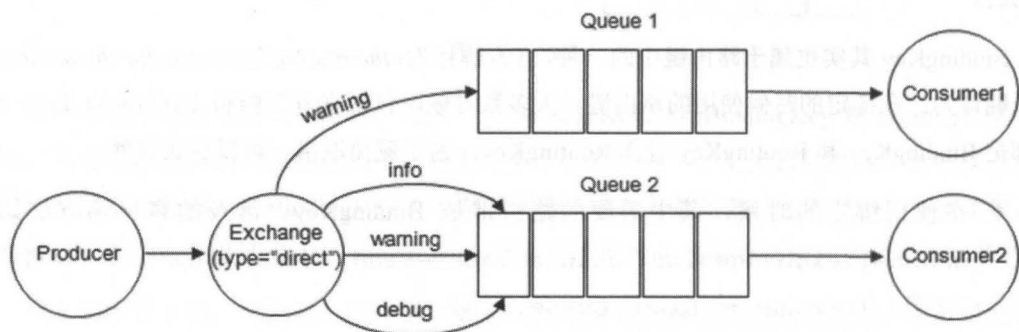 Queue 1
warning
Consumer1
info
Queue 2
Producer
Exchange
(type="direct")
warning
Consumer2
debug